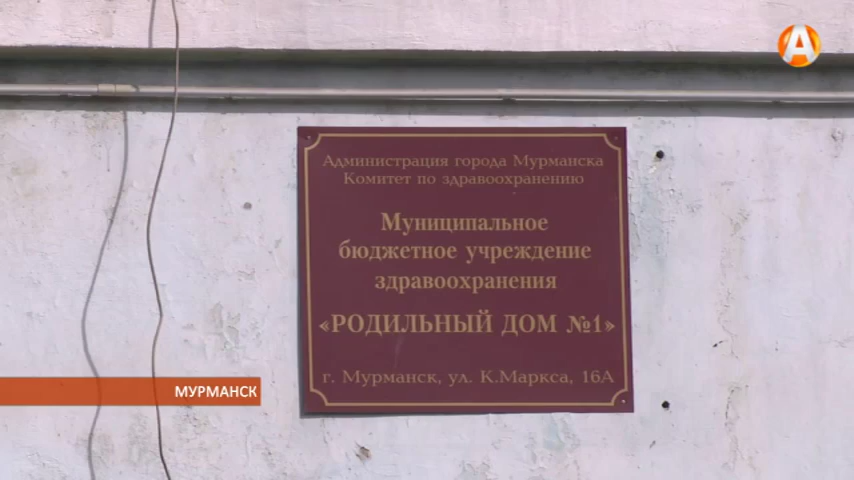 А
Администрация города Мурманска
Комитет по здравоохранению
Муниципальное
бюджетное учреждение
здравоохранения
«РОДИЛЬНЫЙ ДОМ №1»
г. Мурманск, ул. К.Маркса, 16А
МУРМАНСК